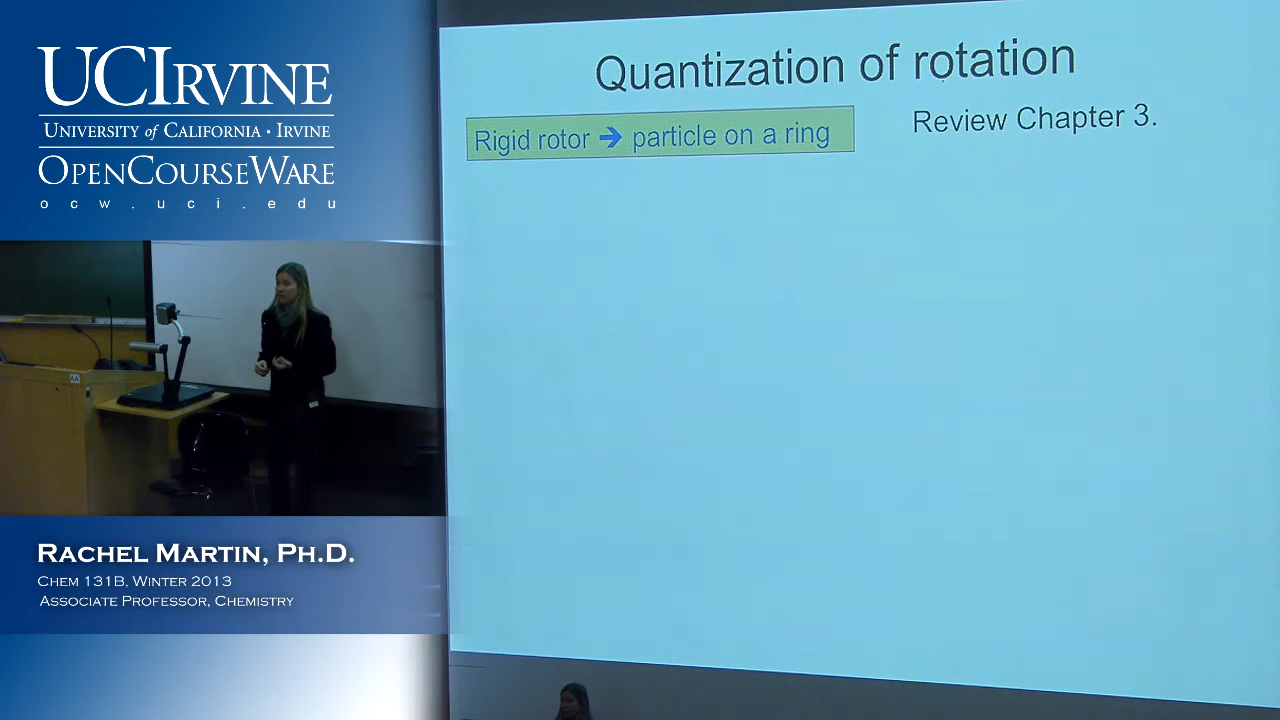 UCIRVINE
UNIVERSITY of CALIFORNIA · IRVINE
OPENCOURSEWARE
ocw.uci.edu
RACHEL MARTIN, PH.D.
CHEM 131B, WINTER 2013
ASSOCIATE PROFESSOR, CHEMISTRY
Quantization of rotation
Rigid rotor ➔ particle on a ring
Review Chapter 3.